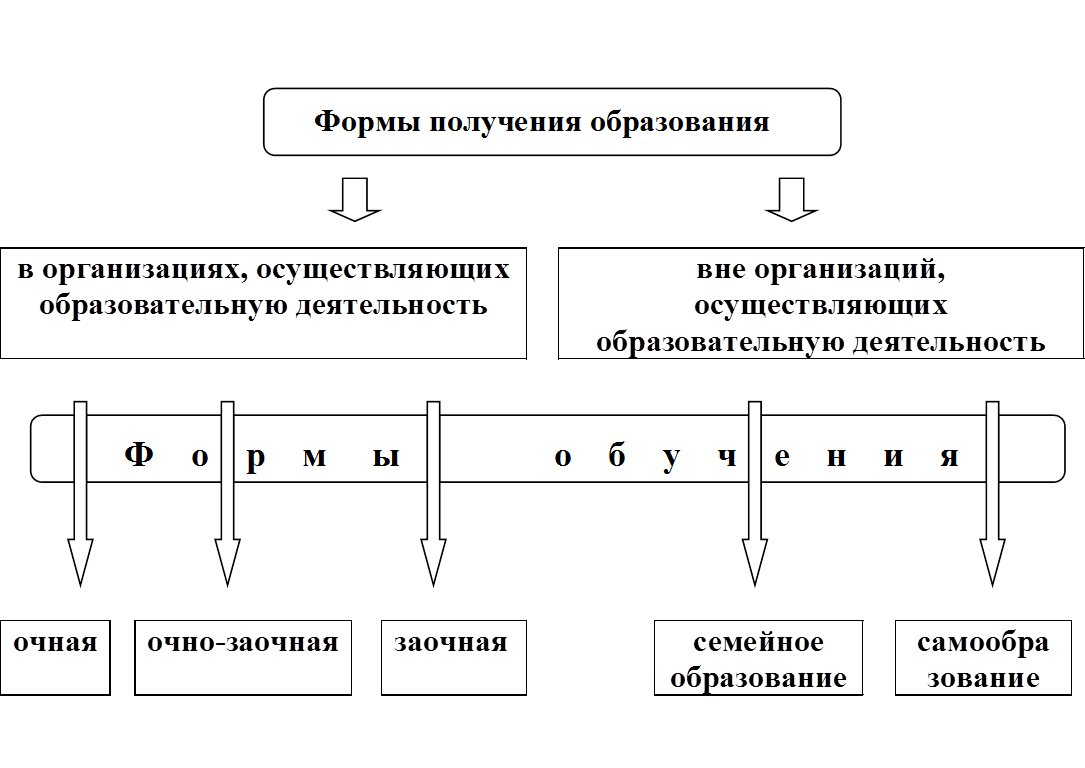 Формы получения образования
в организациях, осуществляющих
образовательную деятельность
вне организаций,
осуществляющих
образовательную деятельность
Ф о р м ы о б у ч е н и я
очная
очно-заочная
заочная
семейное
образование
самообра
зование